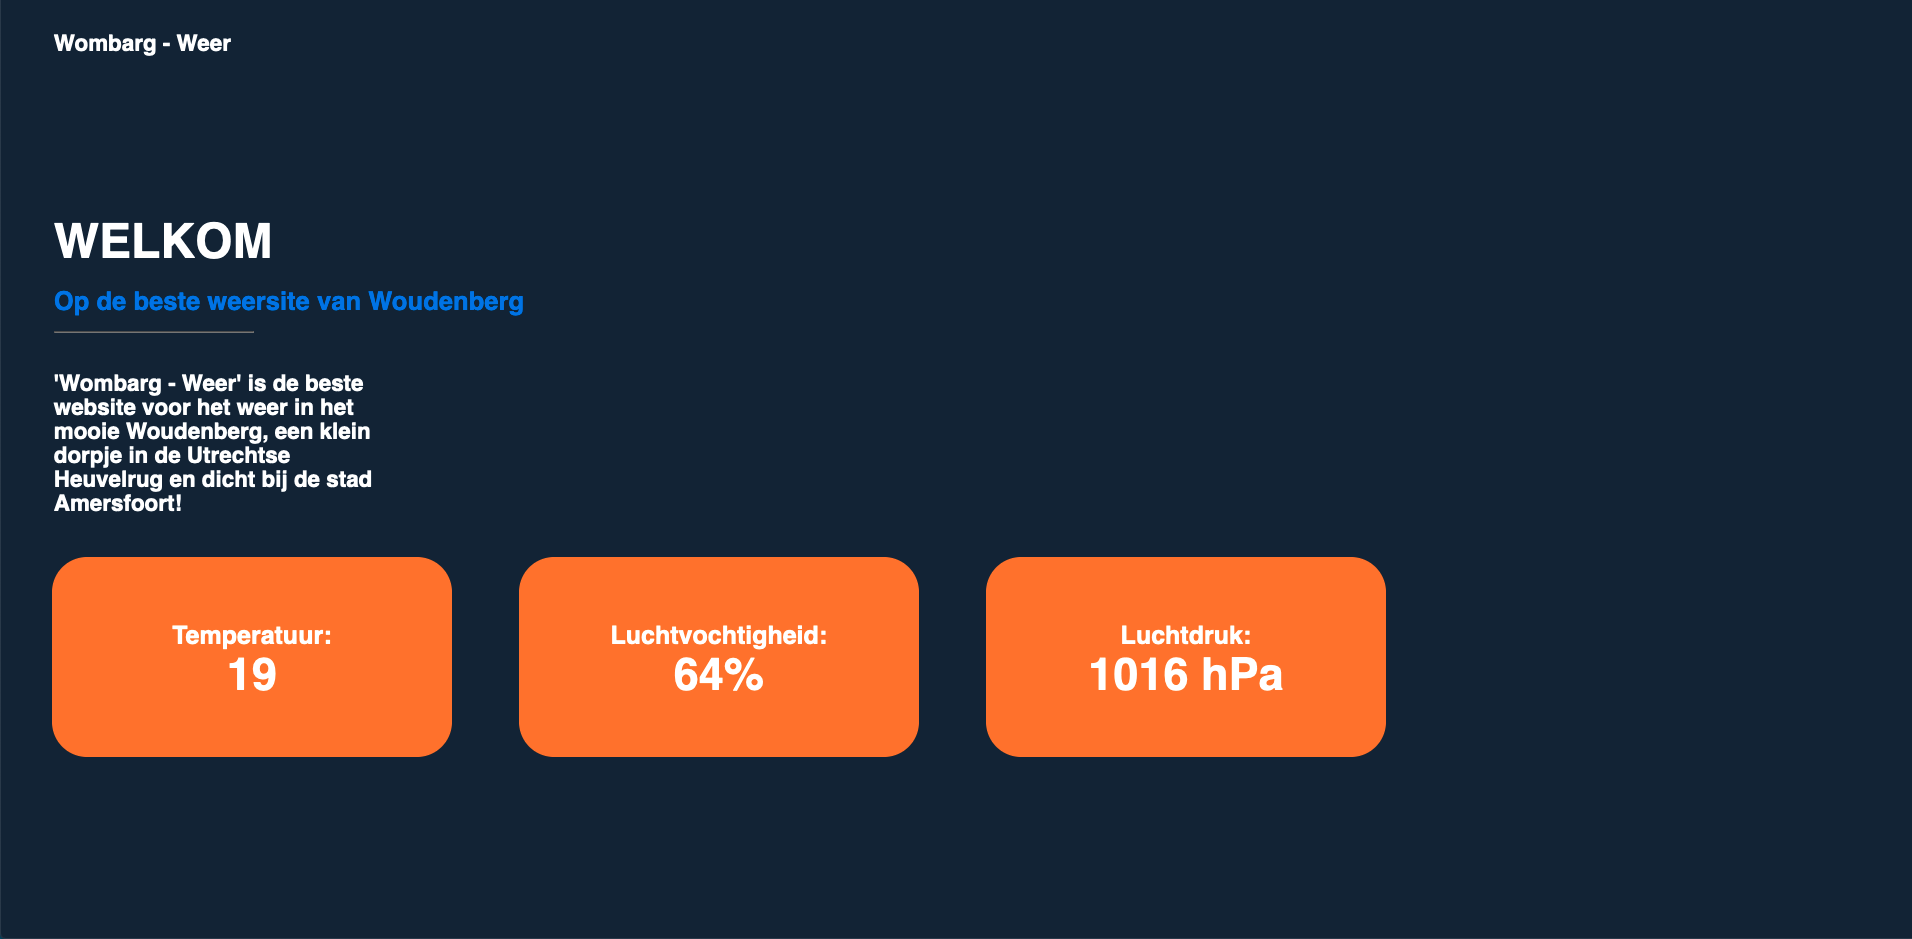 Wombarg - Weer
WELKOM
Op de beste weersite van Woudenberg
'Wombarg - Weer' is de beste
website voor het weer in het
mooie Woudenberg, een klein
dorpje in de Utrechtse
Heuvelrug en dicht bij de stad
Amersfoort!
Temperatuur:
19
Luchtvochtigheid:
64%
Luchtdruk:
1016 hPa